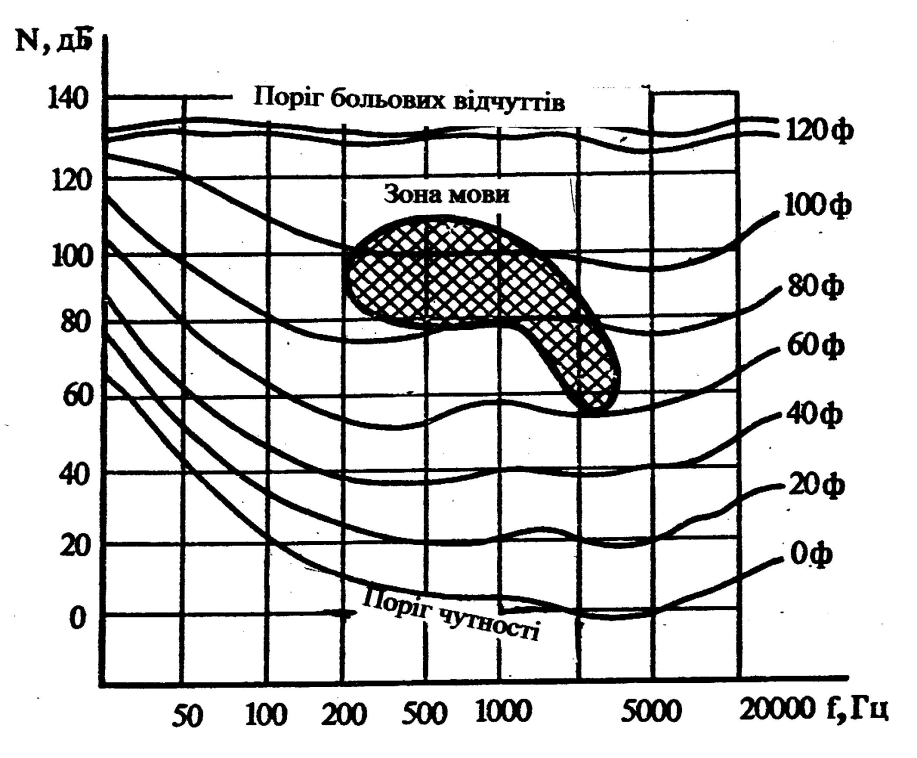 N, дБ
140
Поріг больових відчуттів
120 ф
120
Зона мови
100 ф
100
80 ф
80
60 ф
60
40 ф
40
20 ф
20
0 ф
0
Поріг чутності
50 100 200 500 1000 5000 20000 f, Гц